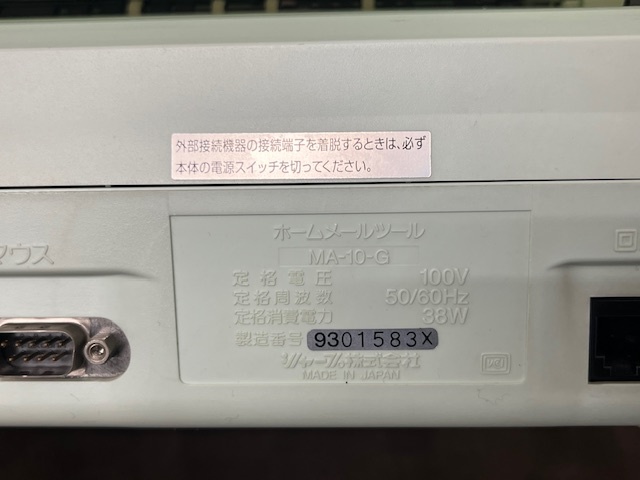 外部接続機器の接続端子を着脱するときは、必ず
本体の電源スイッチを切ってください。
マウス
ホームメールツール
MA-10-G
定格電圧 100V
定格周波数 50/60Hz
定格消費電力 38W
製造番号 9301583X
シャープ株式会社
MADE IN JAPAN